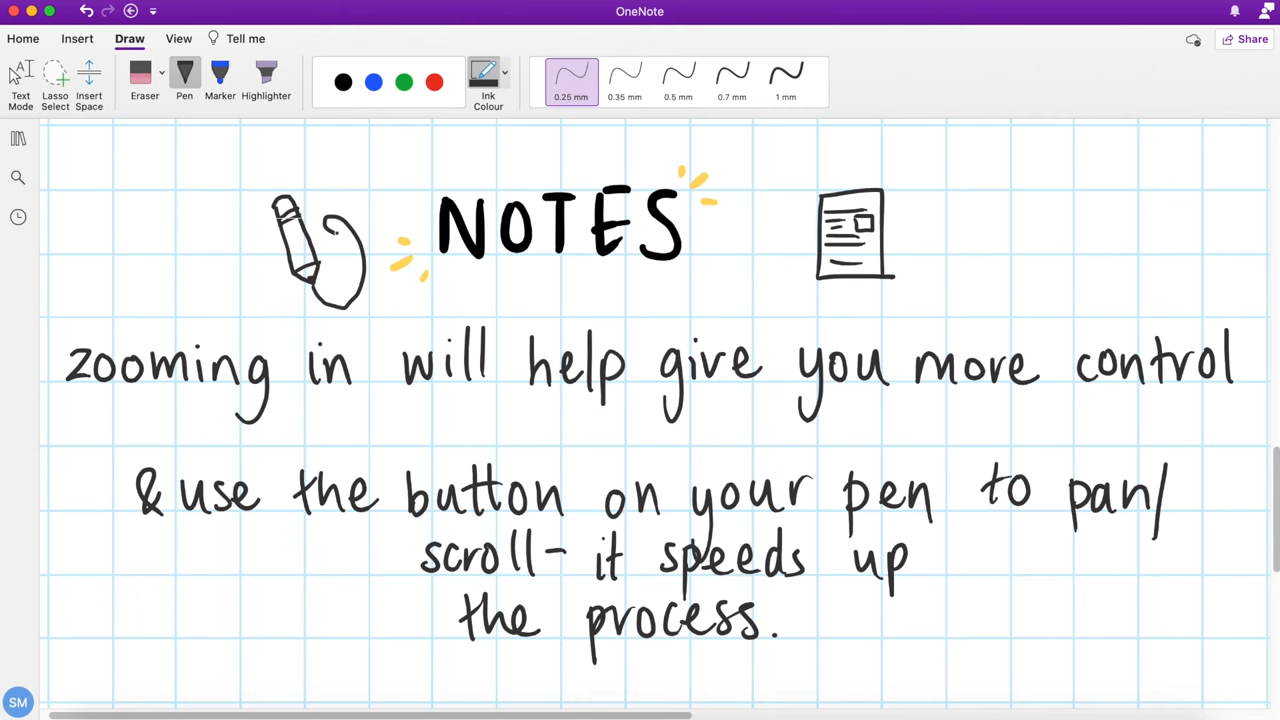 OneNote
Home Insert Draw View Tell me
Share
Text Mode
Lasso Select
Insert Space
Eraser
Pen
Marker
Highlighter
Ink Colour
0.25 mm
0.35 mm
0.5 mm
0.7 mm
1 mm
NOTES
zooming in will help give you more control
& use the button on your pen to pan/
scroll- it speeds up
the process.
SM